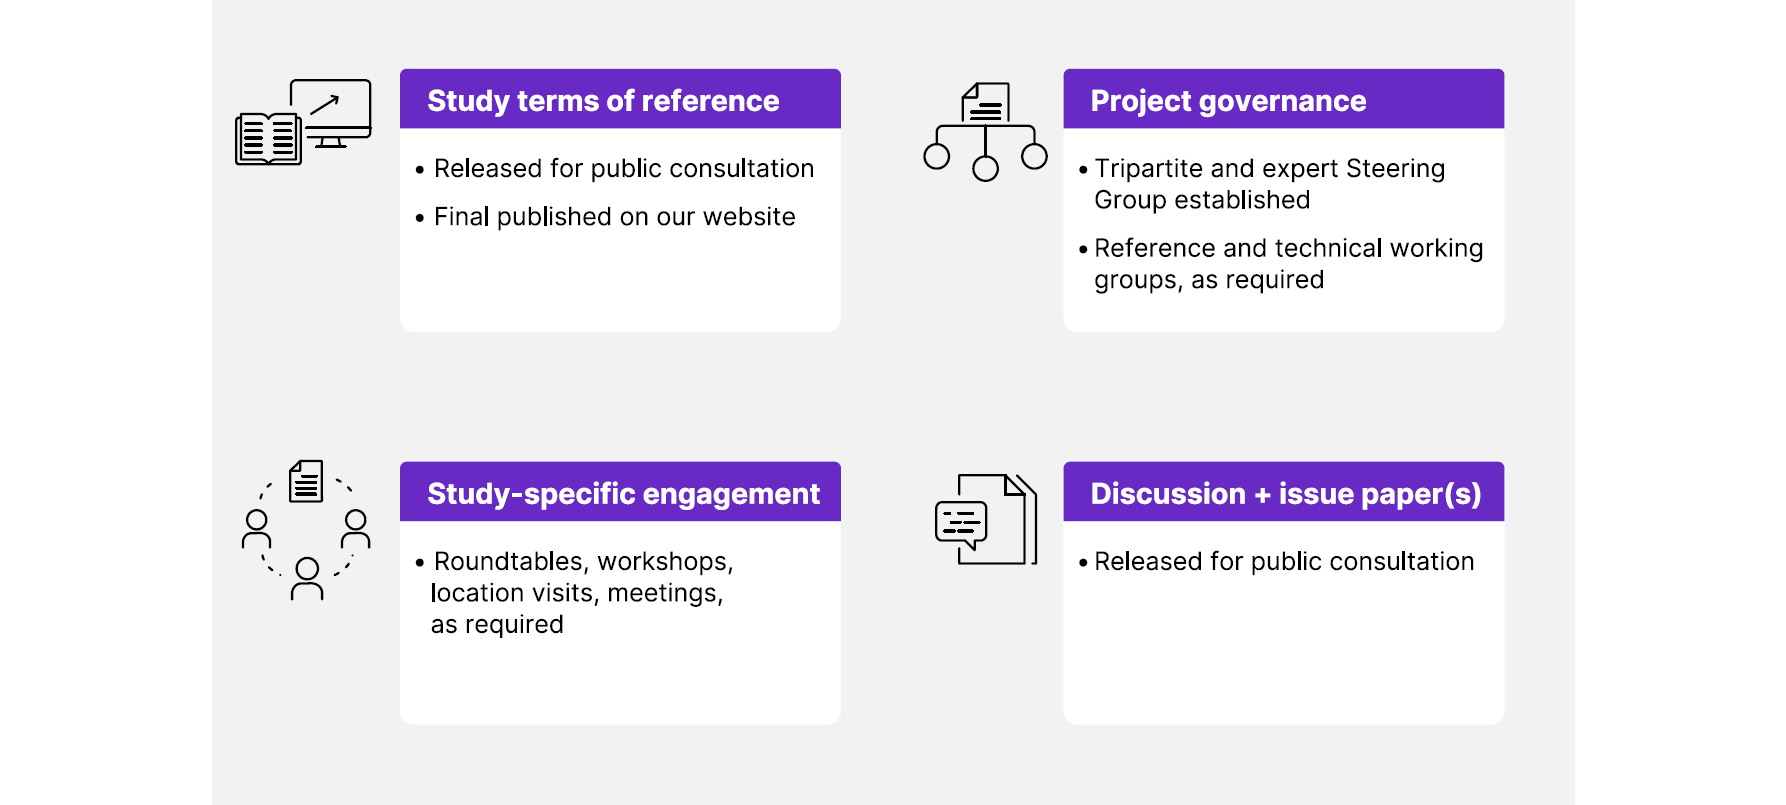 Study terms of reference
• Released for public consultation
• Final published on our website
Project governance
• Tripartite and expert Steering
Group established
• Reference and technical working
groups, as required
Study-specific engagement
• Roundtables, workshops,
location visits, meetings,
as required
Discussion + issue paper(s)
• Released for public consultation